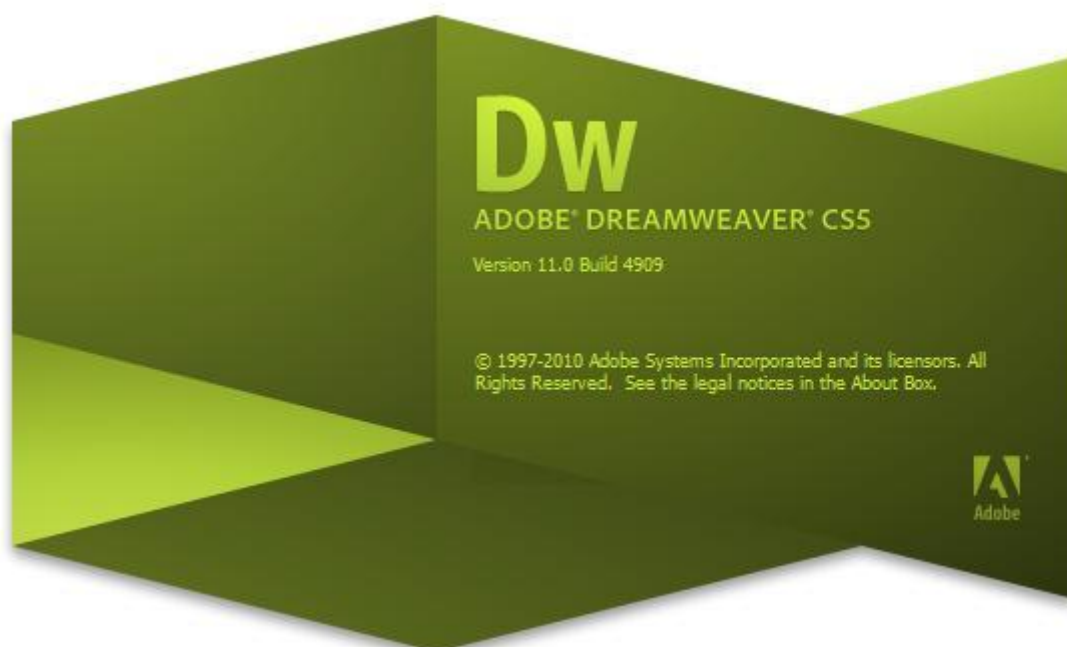 Dw
ADOBE® DREAMWEAVER® CS5
Version 11.0 Build 4909
© 1997-2010 Adobe Systems Incorporated and its licensors. All
Rights Reserved.  See the legal notices in the About Box.
Adobe